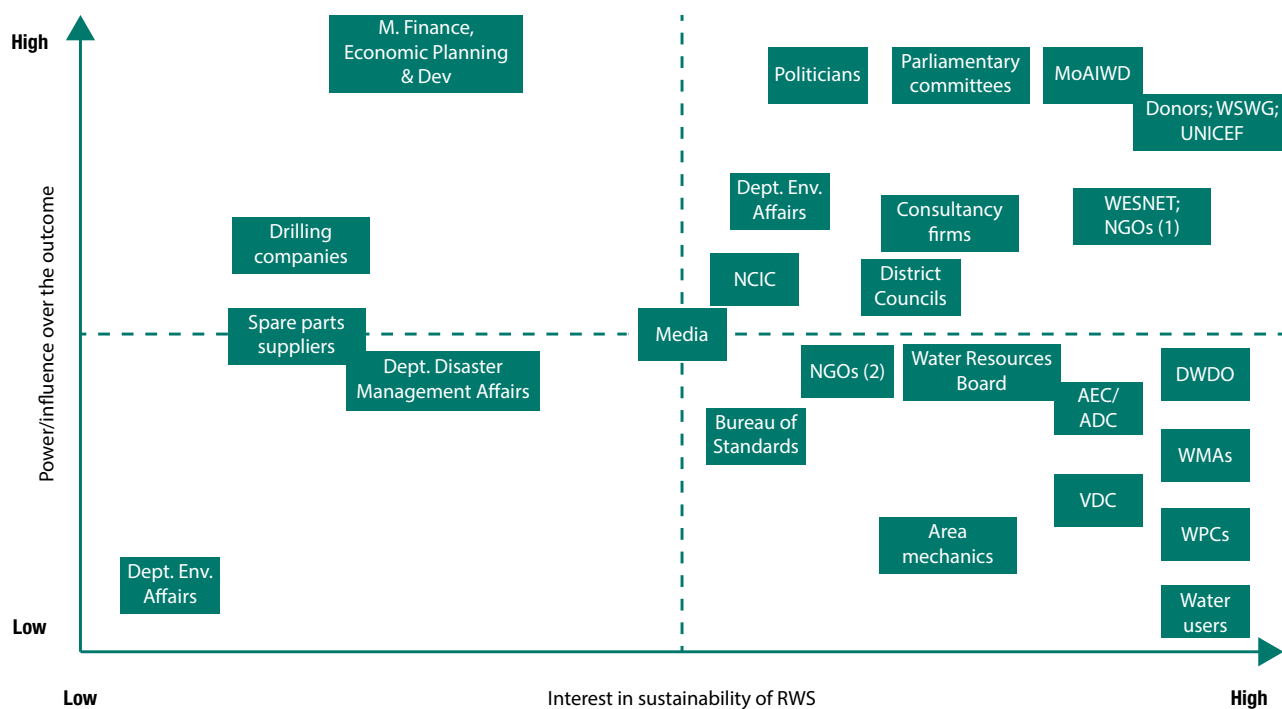 High
M. Finance,
Economic Planning
& Dev
Politicians
Parliamentary
committees
MoAIWD
Donors; WSWG;
UNICEF
Dept. Env.
Affairs
Consultancy
firms
WESNET;
NGOs (1)
Drilling
companies
NCIC
District
Councils
Power/influence over the outcome
Spare parts
suppliers
Media
Dept. Disaster
Management Affairs
NGOs (2)
Water Resources
Board
DWDO
AEC/
ADC
Bureau of
Standards
WMAs
VDC
Area
mechanics
WPCs
Dept. Env.
Affairs
Water
users
Low
Low
Interest in sustainability of RWS
High